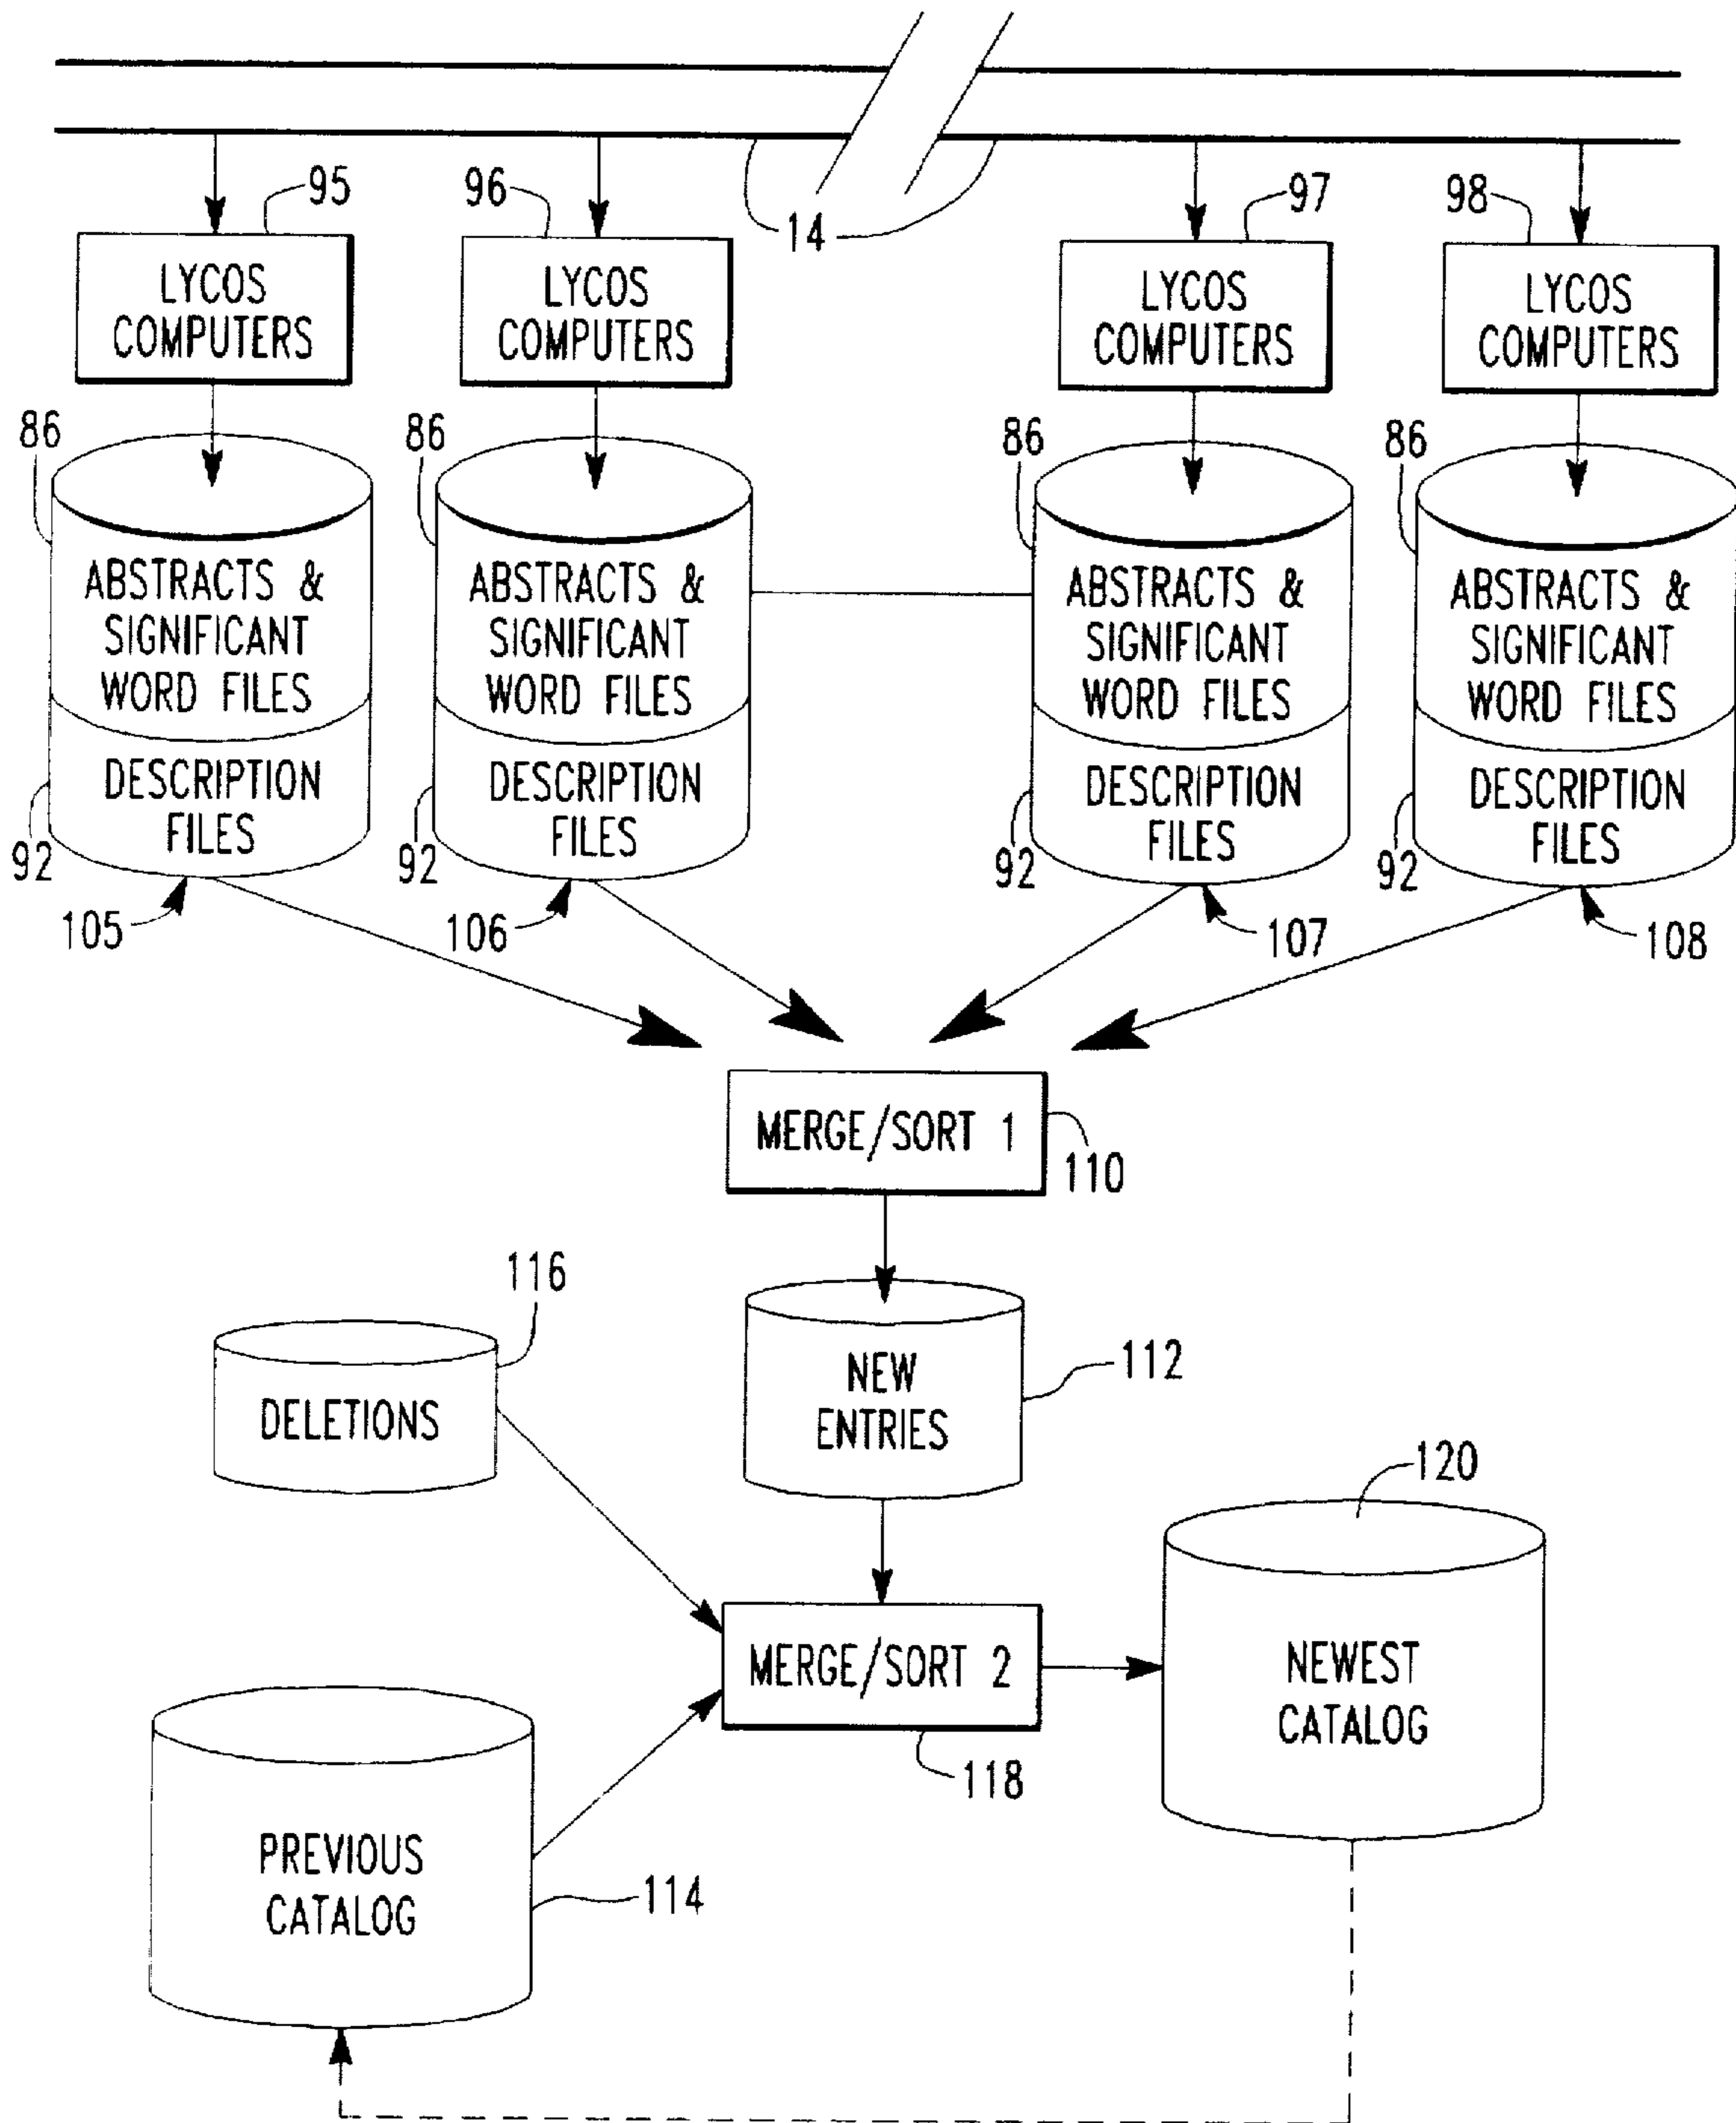 95
96
14
97
98
LYCOS
COMPUTERS
LYCOS
COMPUTERS
LYCOS
COMPUTERS
LYCOS
COMPUTERS
86
86
86
86
ABSTRACTS &
SIGNIFICANT
WORD FILES
ABSTRACTS &
SIGNIFICANT
WORD FILES
ABSTRACTS &
SIGNIFICANT
WORD FILES
ABSTRACTS &
SIGNIFICANT
WORD FILES
DESCRIPTION
FILES
DESCRIPTION
FILES
DESCRIPTION
FILES
DESCRIPTION
FILES
92
92
92
92
105
106
107
108
MERGE/SORT 1
110
116
DELETIONS
NEW
ENTRIES
112
120
MERGE/SORT 2
118
NEWEST
CATALOG
PREVIOUS
CATALOG
114